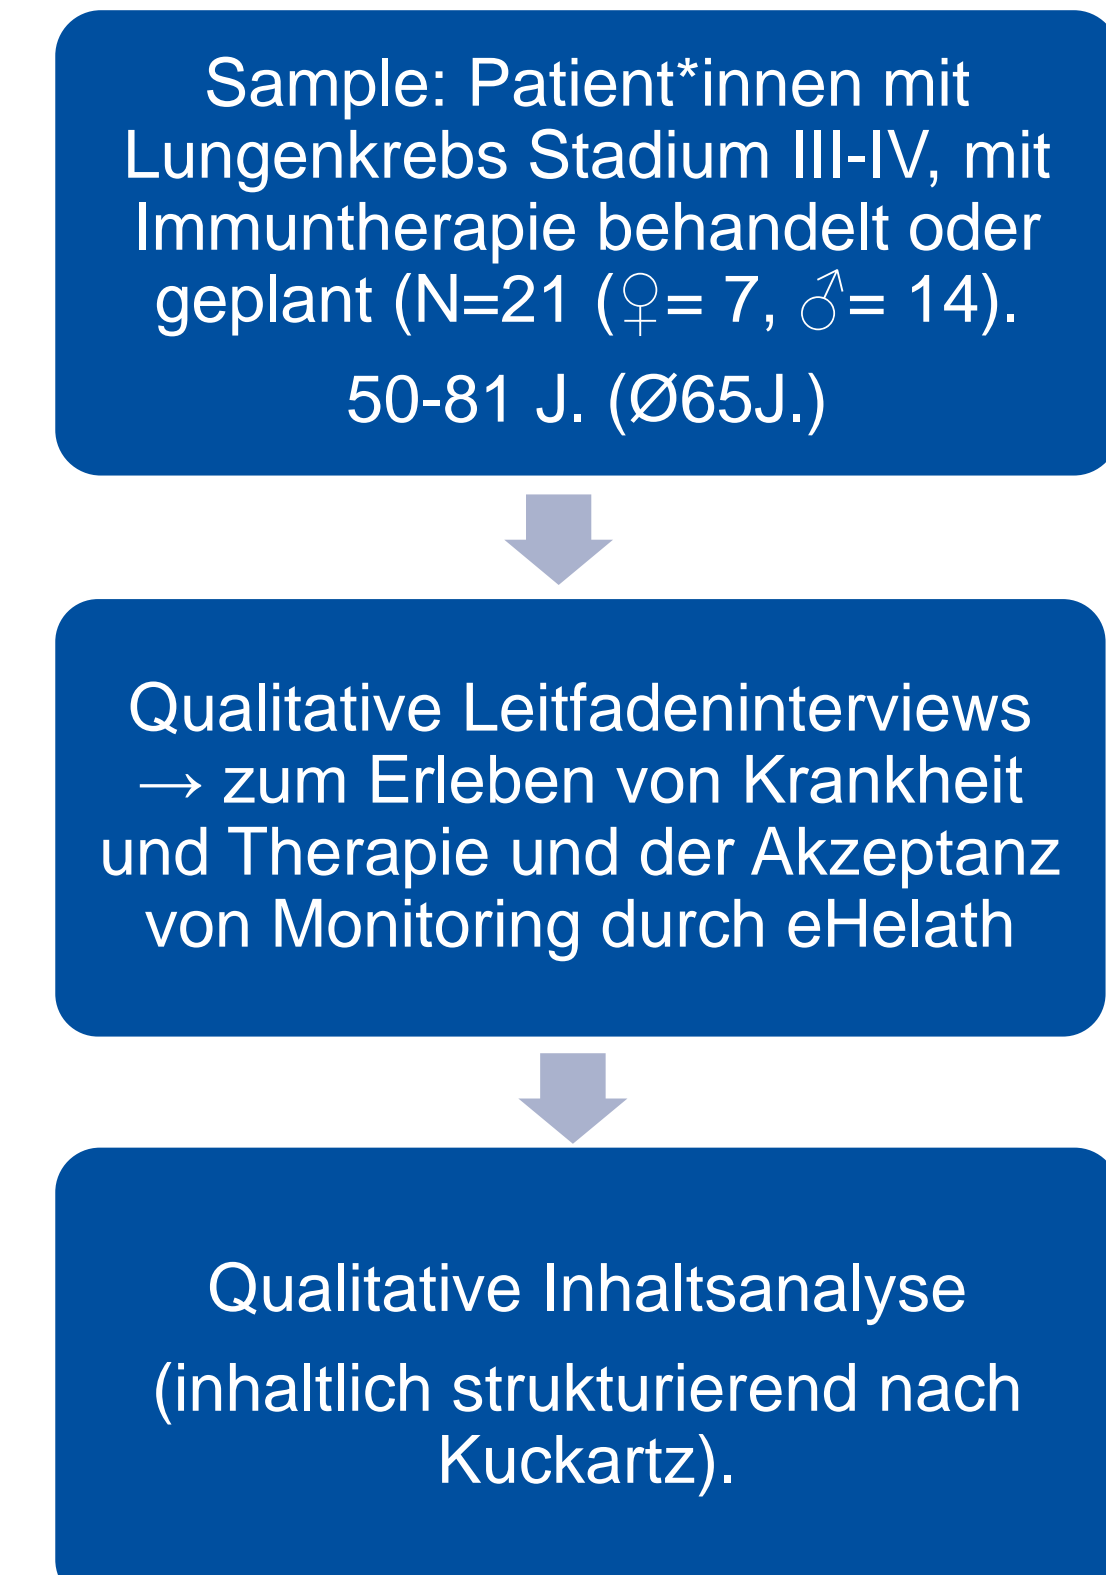 Sample: Patient*innen mit
Lungenkrebs Stadium III-IV, mit
Immuntherapie behandelt oder
geplant (N=21 (♀= 7, ♂= 14).
50-81 J. (Ø65J.)
Qualitative Leitfadeninterviews
→ zum Erleben von Krankheit
und Therapie und der Akzeptanz
von Monitoring durch eHelath
Qualitative Inhaltsanalyse
(inhaltlich strukturierend nach
Kuckartz).